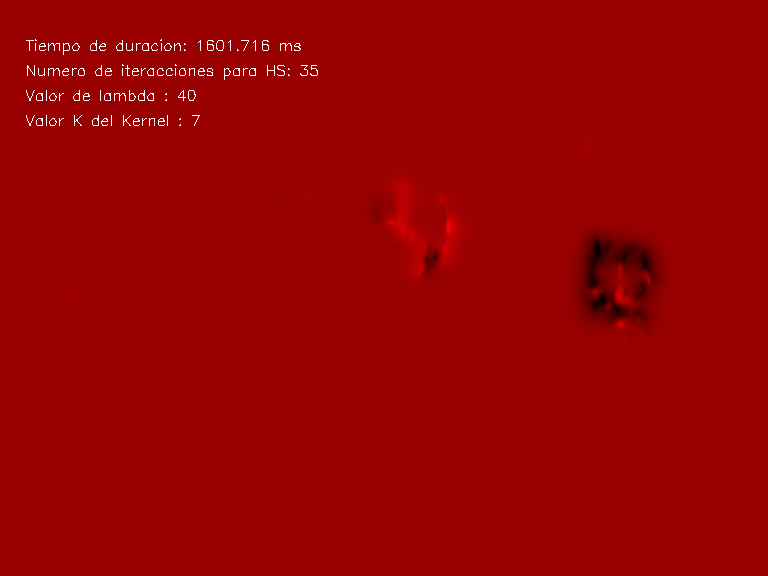 Tiempo de duracion: 1601.716 ms
Numero de iteracciones para HS: 35
Valor de lambda : 40
Valor K del Kernel : 7